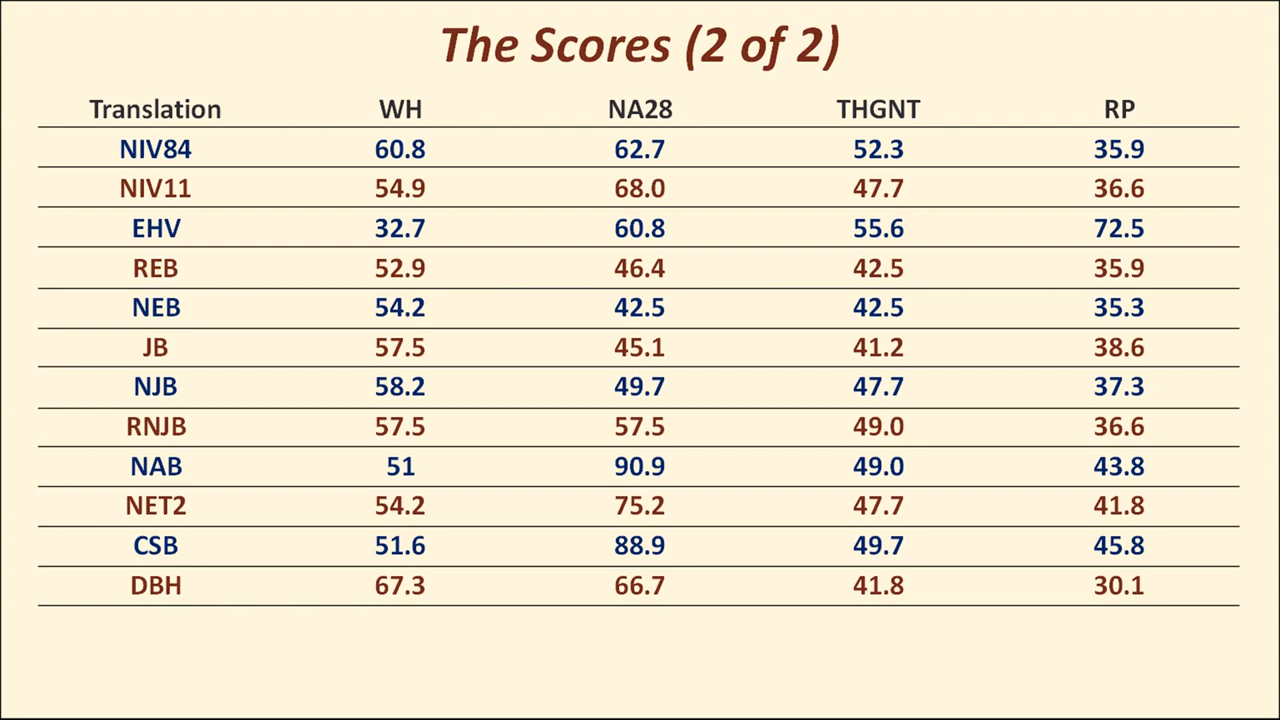 The Scores (2 of 2)
Translation WH NA28 THGNT RP
NIV84 60.8 62.7 52.3 35.9
NIV11 54.9 68.0 47.7 36.6
EHV 32.7 60.8 55.6 72.5
REB 52.9 46.4 42.5 35.9
NEB 54.2 42.5 42.5 35.3
JB 57.5 45.1 41.2 38.6
NJB 58.2 49.7 47.7 37.3
RNJB 57.5 57.5 49.0 36.6
NAB 51 90.9 49.0 43.8
NET2 54.2 75.2 47.7 41.8
CSB 51.6 88.9 49.7 45.8
DBH 67.3 66.7 41.8 30.1